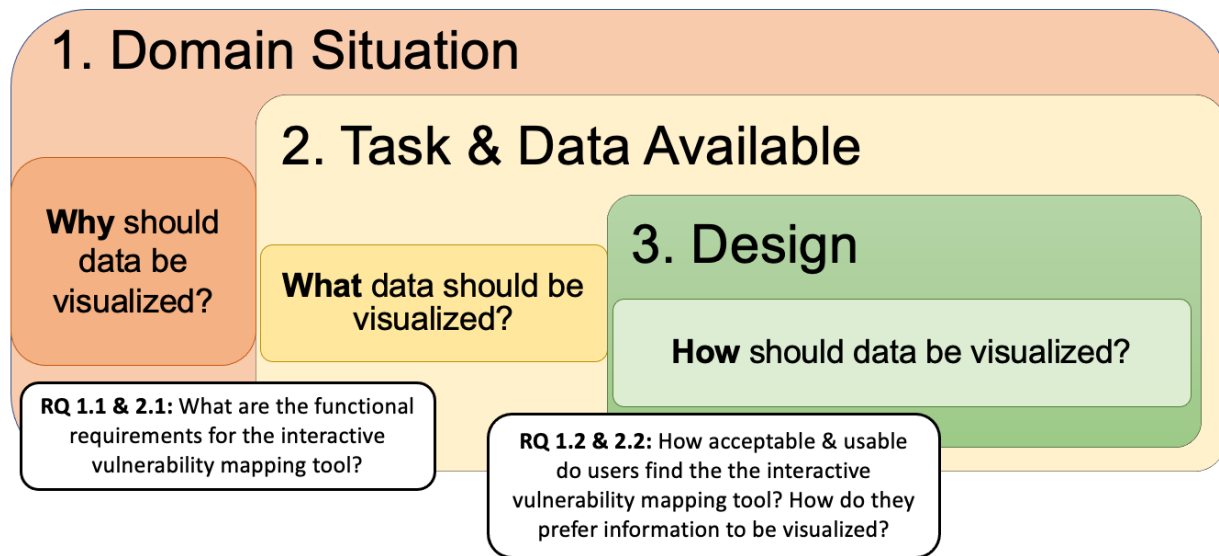 1. Domain Situation
2. Task & Data Available
Why should
data be
visualized?
What data should be
visualized?
3. Design
How should data be visualized?
RQ 1.1 & 2.1: What are the functional
requirements for the interactive
vulnerability mapping tool?
RQ 1.2 & 2.2: How acceptable & usable
do users find the the interactive
vulnerability mapping tool? How do they
prefer information to be visualized?